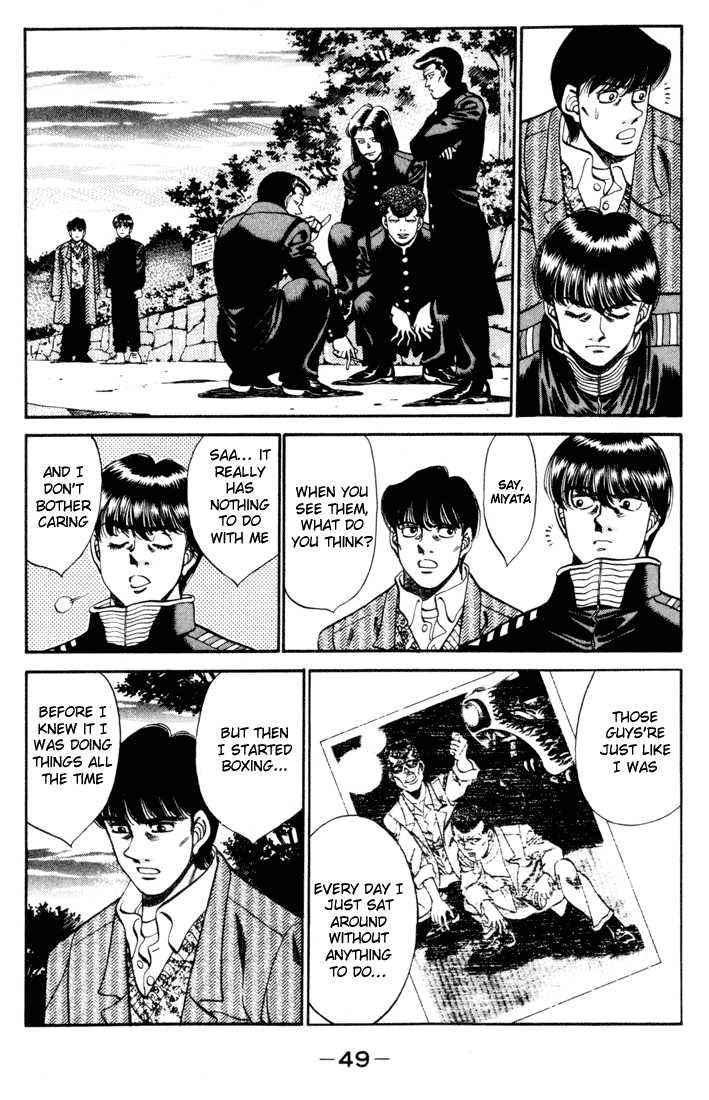 SAY,
MIYATA
WHEN YOU
SEE THEM,
WHAT DO
YOU THINK?
SAA... IT
REALLY
HAS
NOTHING
TO DO
WITH ME
AND I
DON'T
BOTHER
CARING
THOSE
GUYS'RE
JUST LIKE
I WAS
EVERY DAY I
JUST SAT
AROUND
WITHOUT
ANYTHING
TO DO...
BUT THEN
I STARTED
BOXING...
BEFORE I
KNEW IT I
WAS DOING
THINGS ALL
THE TIME
-49-